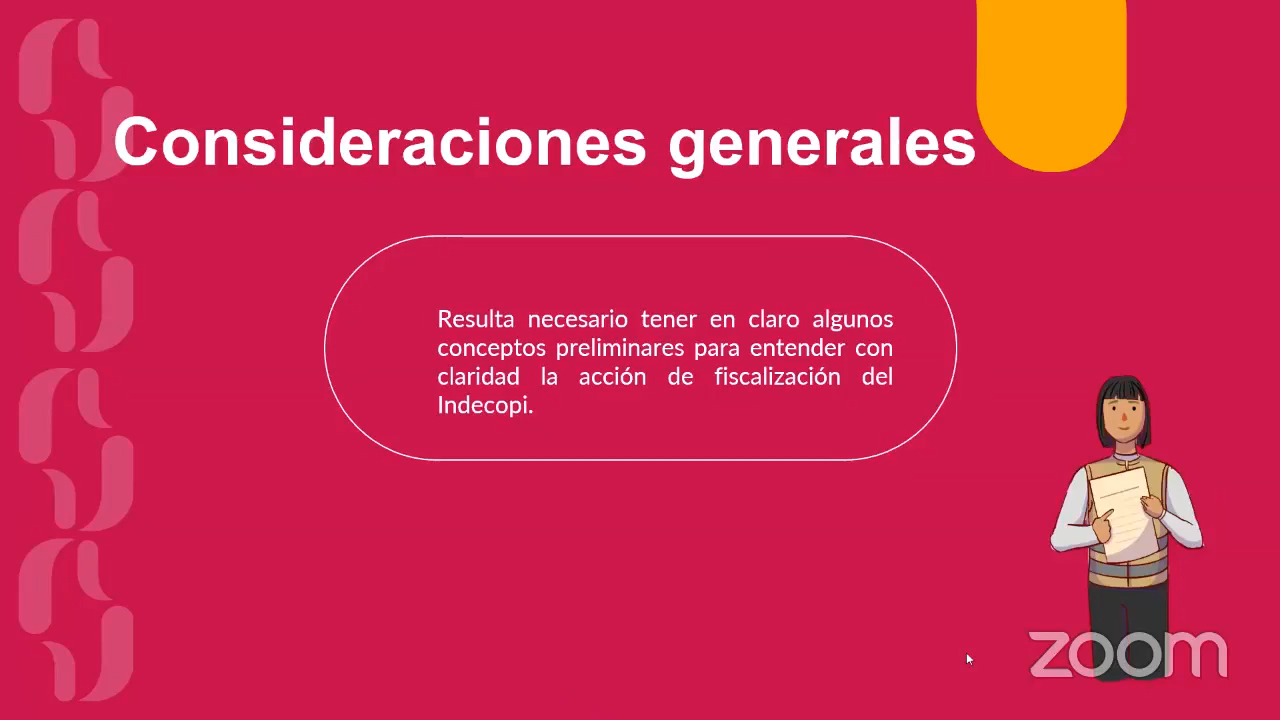 Consideraciones generales
Resulta necesario tener en claro algunos
conceptos preliminares para entender con
claridad la acción de fiscalización del
Indecopi.
zoom